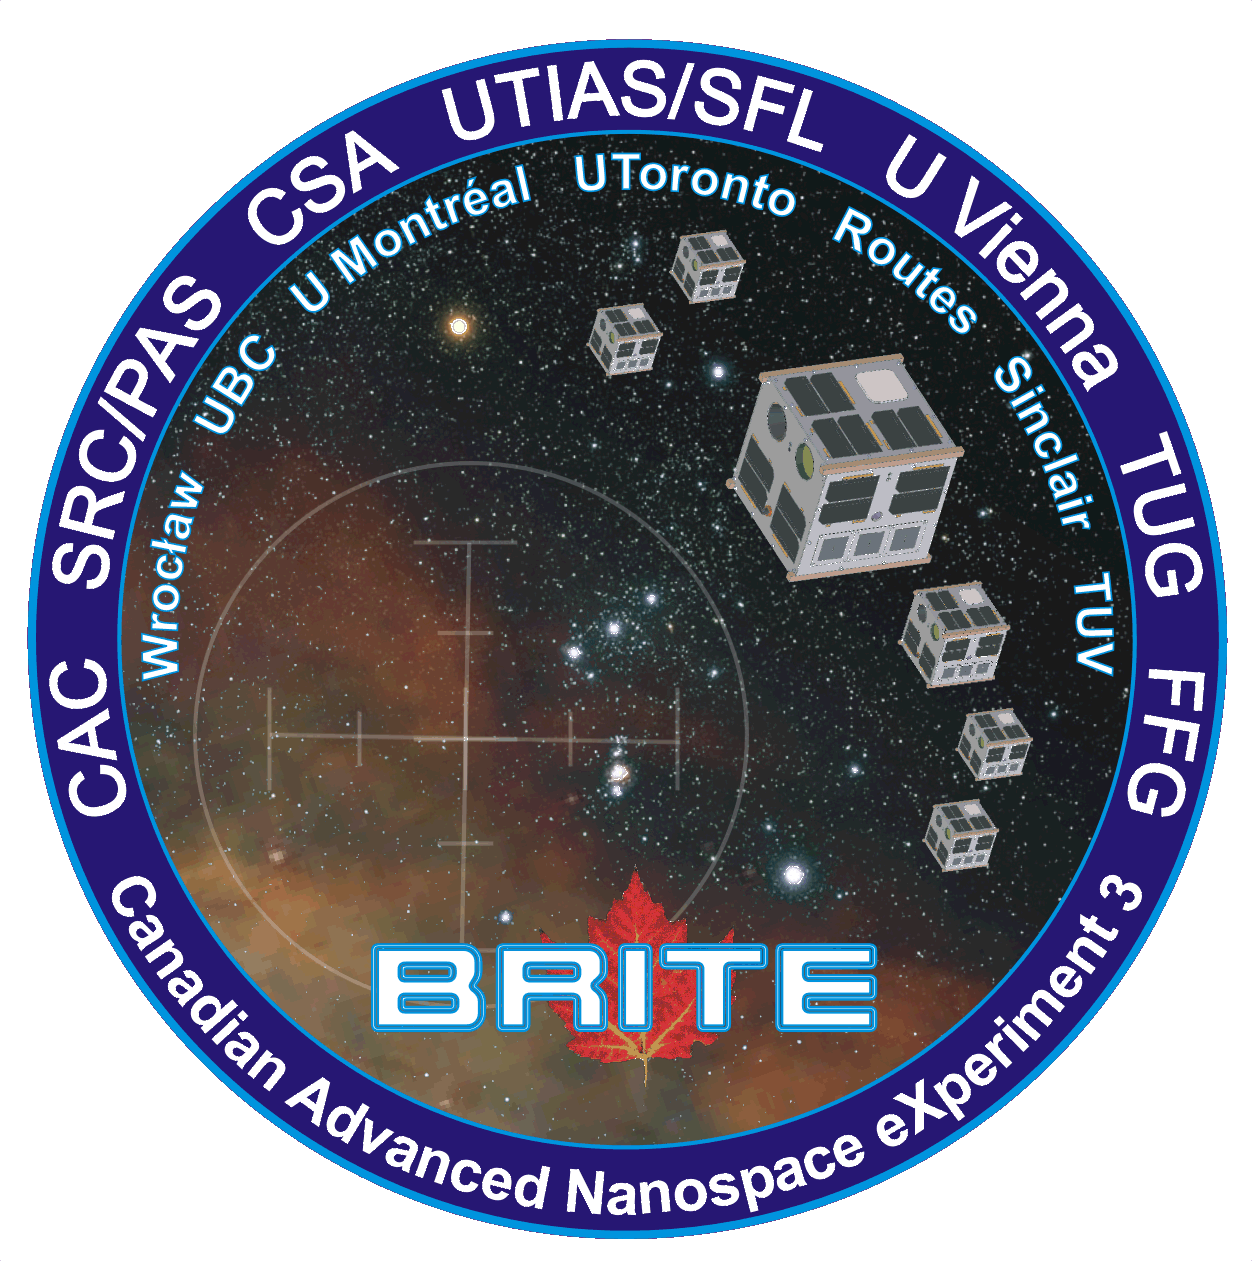 CAC SRC/PAS CSA UTIAS/SFL U Vienna TUG FFG
Wrocław UBC U Montréal UToronto Routes Sinclair TUV
BRITE
Canadian Advanced Nanospace eXperiment 3